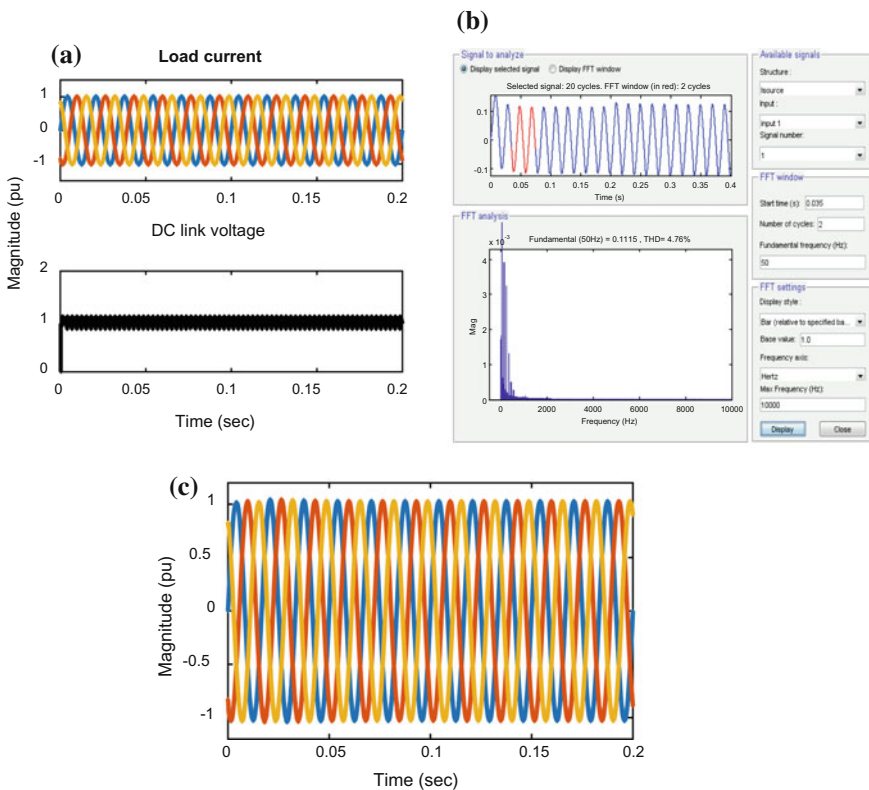 (a)
Load current
1
0
-1
0
0.05
0.1
0.15
0.2
Magnitude (pu)
DC link voltage
2
1
0
0
0.05
0.1
0.15
0.2
Time (sec)
(b)
Signal to analyze
Display selected signal
Display FFT window
Selected signal: 20 cycles. FFT window (in red): 2 cycles
0.1
0
-0.1
0
0.05
0.1
0.15
0.2
0.25
0.3
0.35
0.4
Time (s)
FFT analysis
x 10⁻³
Fundamental (50Hz) = 0.1115 , THD= 4.76%
4
3
2
1
0
Mag
0
2000
4000
6000
8000
10000
Frequency (Hz)
Available signals
Structure :
Isource
Input :
input 1
Signal number:
1
FFT window
Start time (s): 0.035
Number of cycles: 2
Fundamental frequency (Hz):
50
FFT settings
Display style :
Bar (relative to specified ba...
Base value: 1.0
Frequency axis:
Hertz
Max Frequency (Hz):
10000
Display
Close
(c)
1
0.5
0
-0.5
-1
Magnitude (pu)
0
0.05
0.1
0.15
0.2
Time (sec)